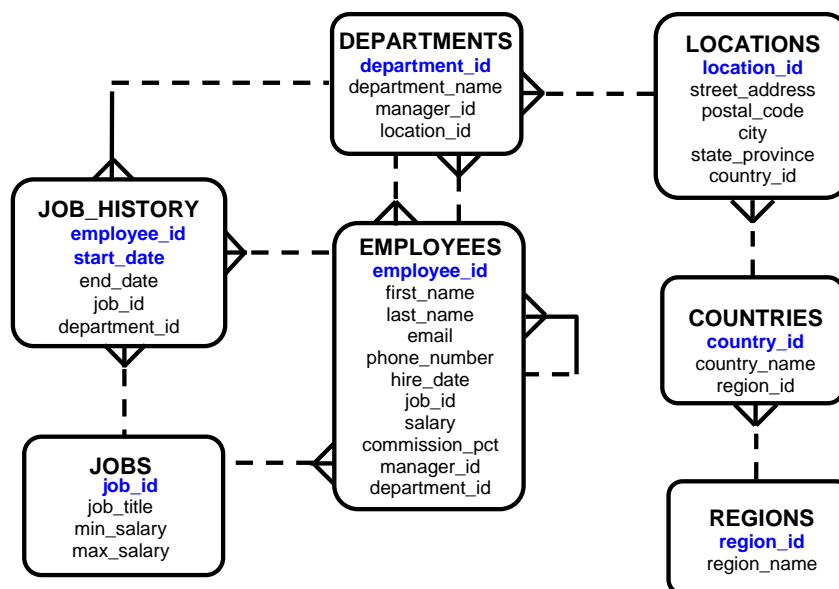 DEPARTMENTS
department_id
department_name
manager_id
location_id
LOCATIONS
location_id
street_address
postal_code
city
state_province
country_id
JOB_HISTORY
employee_id
start_date
end_date
job_id
department_id
EMPLOYEES
employee_id
first_name
last_name
email
phone_number
hire_date
job_id
salary
commission_pct
manager_id
department_id
COUNTRIES
country_id
country_name
region_id
JOBS
job_id
job_title
min_salary
max_salary
REGIONS
region_id
region_name